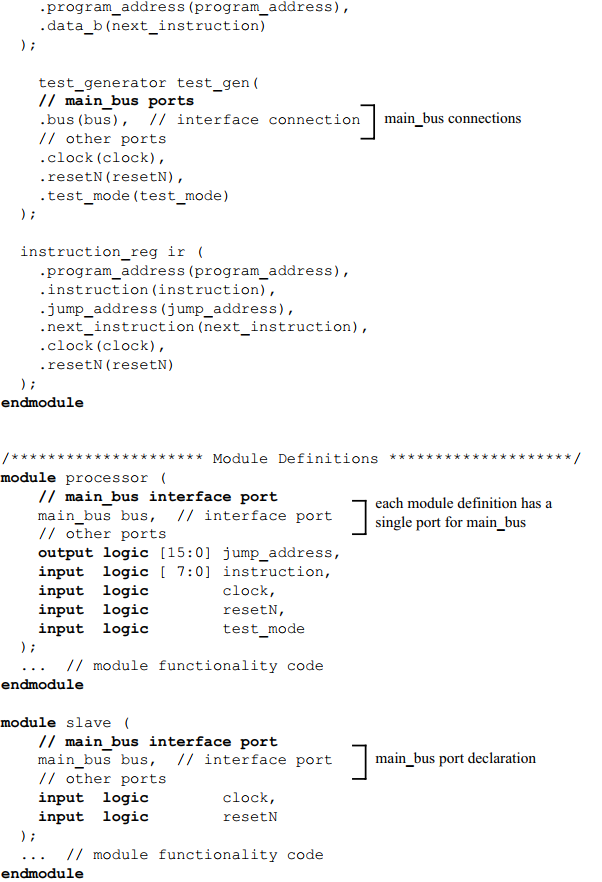 .program_address(program_address),
    .data_b(next_instruction)
  );
    test_generator test_gen(
    // main_bus ports
    .bus(bus),  // interface connection    main_bus connections
    // other ports
    .clock(clock),
    .resetN(resetN),
    .test_mode(test_mode)
  );
  instruction_reg ir (
    .program_address(program_address),
    .instruction(instruction),
    .jump_address(jump_address),
    .next_instruction(next_instruction),
    .clock(clock),
    .resetN(resetN)
  );
endmodule
/********************* Module Definitions ********************/
module processor (
    // main_bus interface port    each module definition has a
    main_bus bus,  // interface port    single port for main_bus
    // other ports
    output logic [15:0] jump_address,
    input  logic [ 7:0] instruction,
    input  logic        clock,
    input  logic        resetN,
    input  logic        test_mode
  );
  ...  // module functionality code
endmodule
module slave (
    // main_bus interface port
    main_bus bus,  // interface port    main_bus port declaration
    // other ports
    input  logic        clock,
    input  logic        resetN
  );
  ...  // module functionality code
endmodule